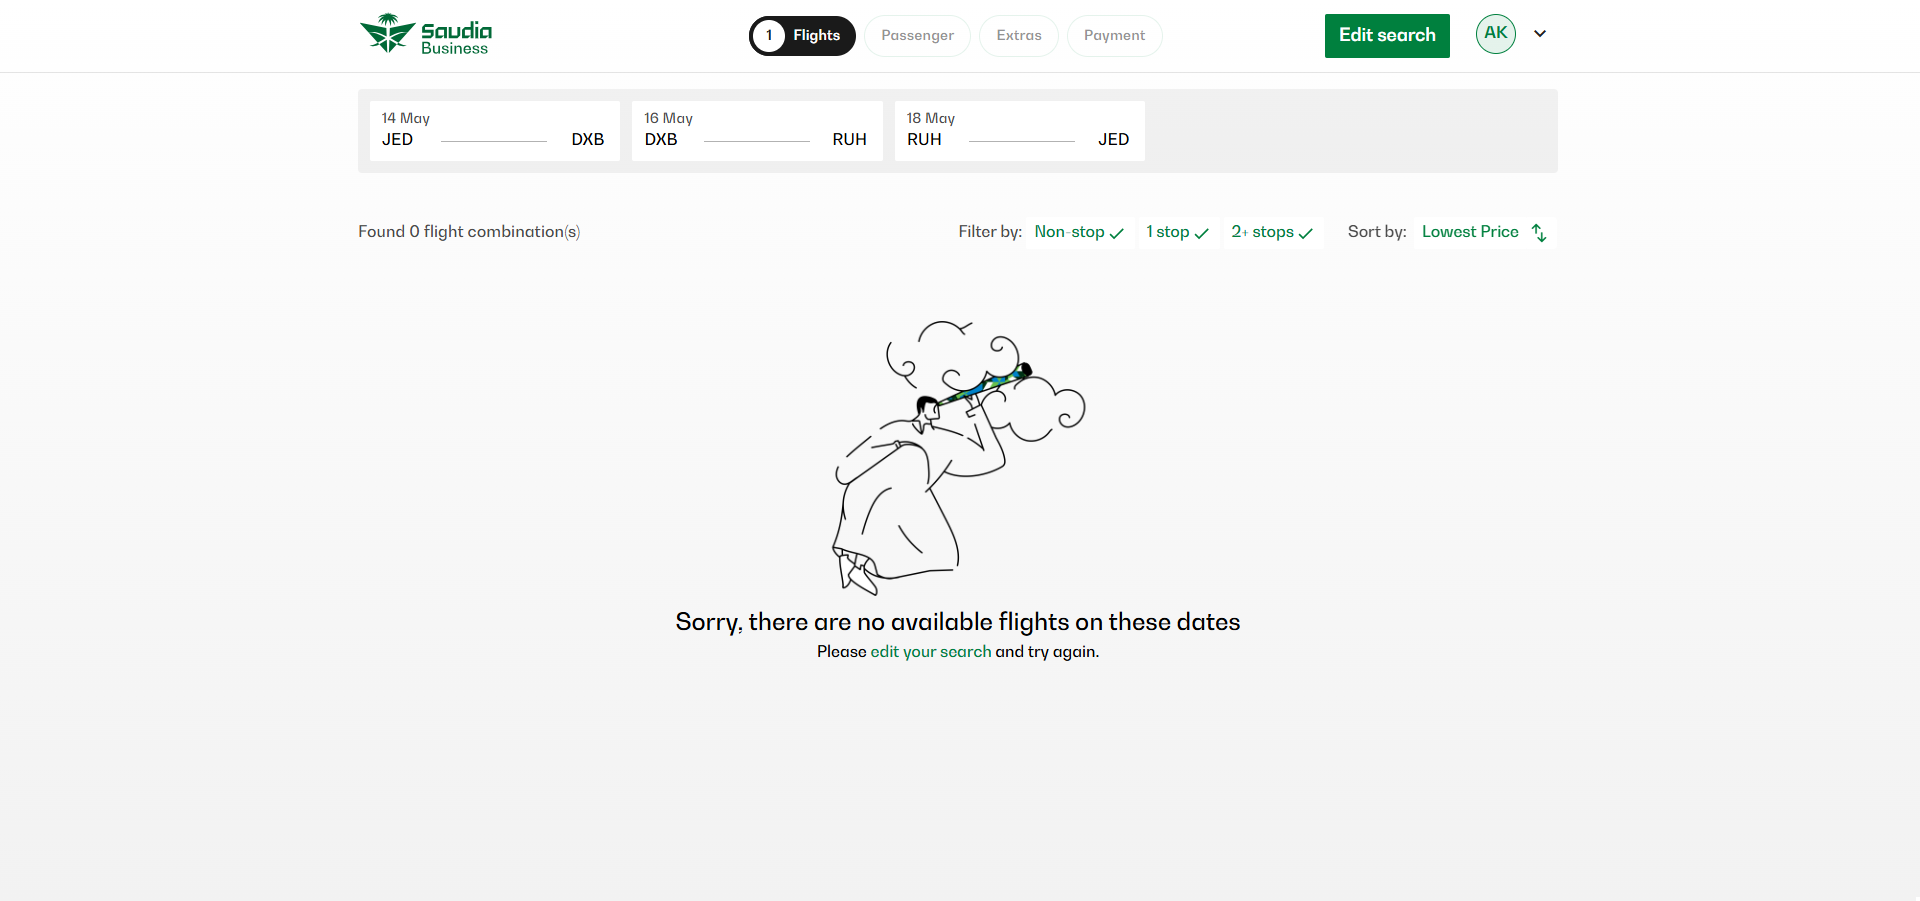 Saudia
Business
1 Flights
Passenger
Extras
Payment
Edit search
AK
14 May
JED DXB
16 May
DXB RUH
18 May
RUH JED
Found 0 flight combination(s)
Filter by: Non-stop 1 stop 2+ stops
Sort by: Lowest Price
Sorry, there are no available flights on these dates
Please edit your search and try again.